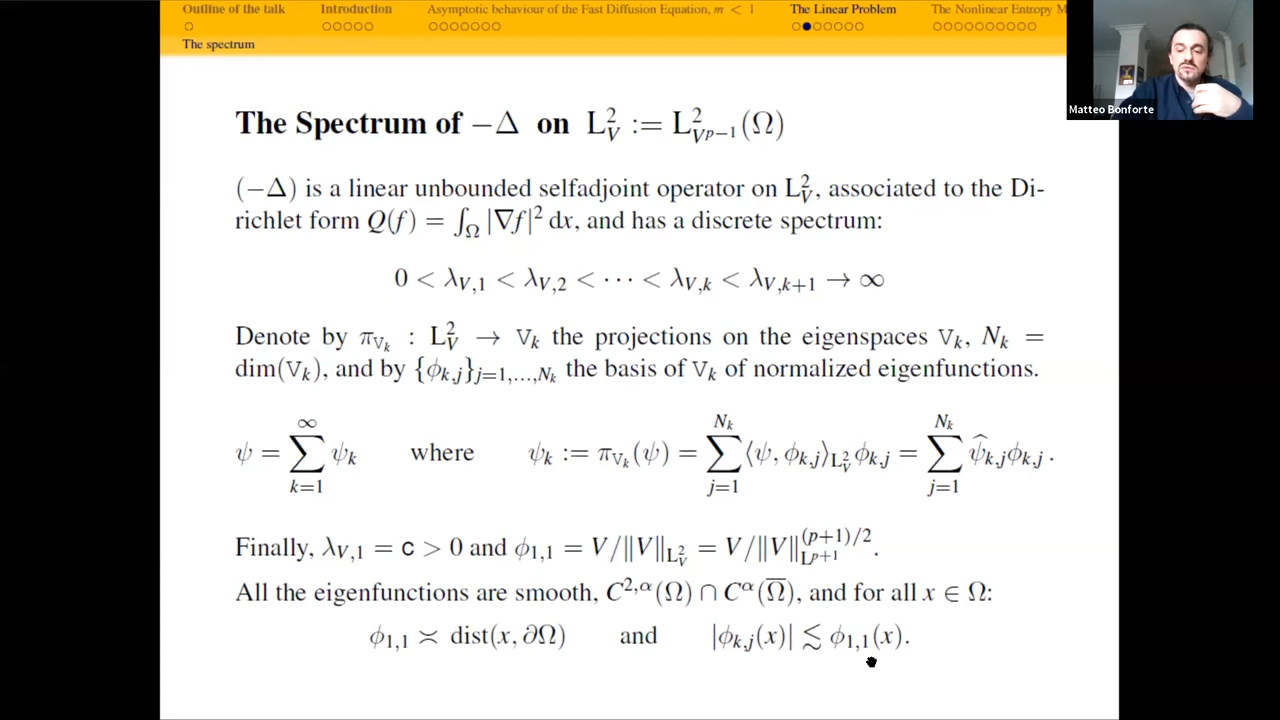 Outline of the talk
Introduction
Asymptotic behaviour of the Fast Diffusion Equation, m < 1
The Linear Problem
The Nonlinear Entropy M
The spectrum
Matteo Bonforte
The Spectrum of −Δ on L²_V := L²_{V^{p−1}}(Ω)
(−Δ) is a linear unbounded selfadjoint operator on L²_V, associated to the Di-
richlet form Q(f) = ∫_Ω |∇f|² dx, and has a discrete spectrum:
0 < λ_{V,1} < λ_{V,2} < ⋯ < λ_{V,k} < λ_{V,k+1} → ∞
Denote by π_{V_k} : L²_V → V_k the projections on the eigenspaces V_k, N_k =
dim(V_k), and by {ϕ_{k,j}}_{j=1,…,N_k} the basis of V_k of normalized eigenfunctions.
ψ = ∑_{k=1}^{∞} ψ_k where ψ_k := π_{V_k}(ψ) = ∑_{j=1}^{N_k} ⟨ψ, ϕ_{k,j}⟩_{L²_V} ϕ_{k,j} = ∑_{j=1}^{N_k} \widehat{ψ}_{k,j} ϕ_{k,j} .
Finally, λ_{V,1} = c > 0 and ϕ_{1,1} = V/‖V‖_{L²_V} = V/‖V‖_{L^{p+1}}^{(p+1)/2}.
All the eigenfunctions are smooth, C^{2,α}(Ω) ∩ C^α(\overline{Ω}), and for all x ∈ Ω:
ϕ_{1,1} ≍ dist(x, ∂Ω) and |ϕ_{k,j}(x)| ≲ ϕ_{1,1}(x).